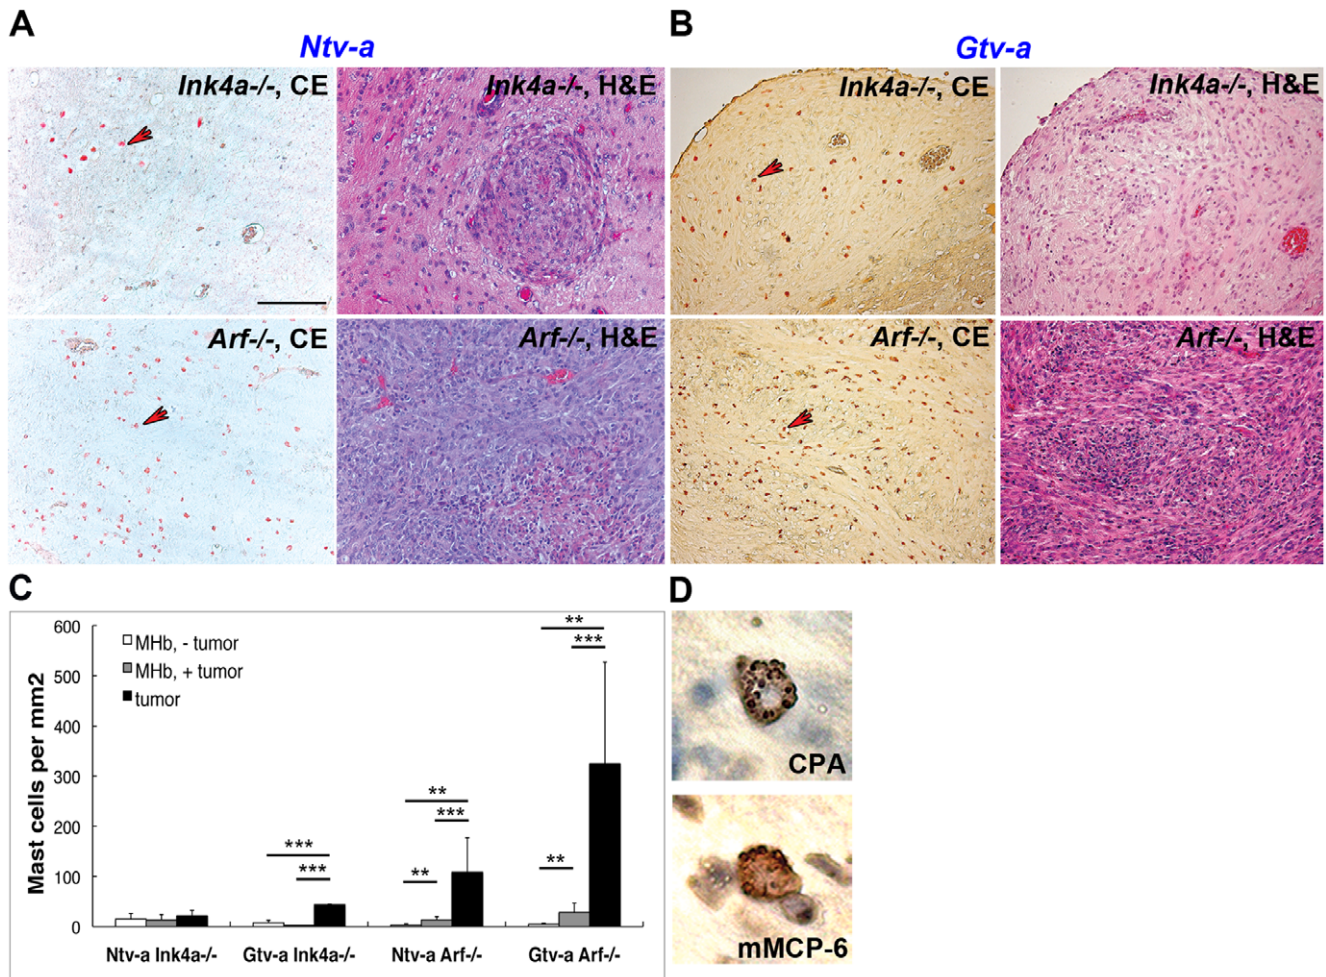 A
B
Ntv-a
Gtv-a
Ink4a-/-, CE
Ink4a-/-, H&E
Ink4a-/-, CE
Ink4a-/-, H&E
Arf-/-, CE
Arf-/-, H&E
Arf-/-, CE
Arf-/-, H&E
C
D
Mast cells per mm2
600
500
400
300
200
100
0
MHb, - tumor
MHb, + tumor
tumor
***
***
**
**
***
**
**
***
Ntv-a Ink4a-/-
Gtv-a Ink4a-/-
Ntv-a Arf-/-
Gtv-a Arf-/-
CPA
mMCP-6